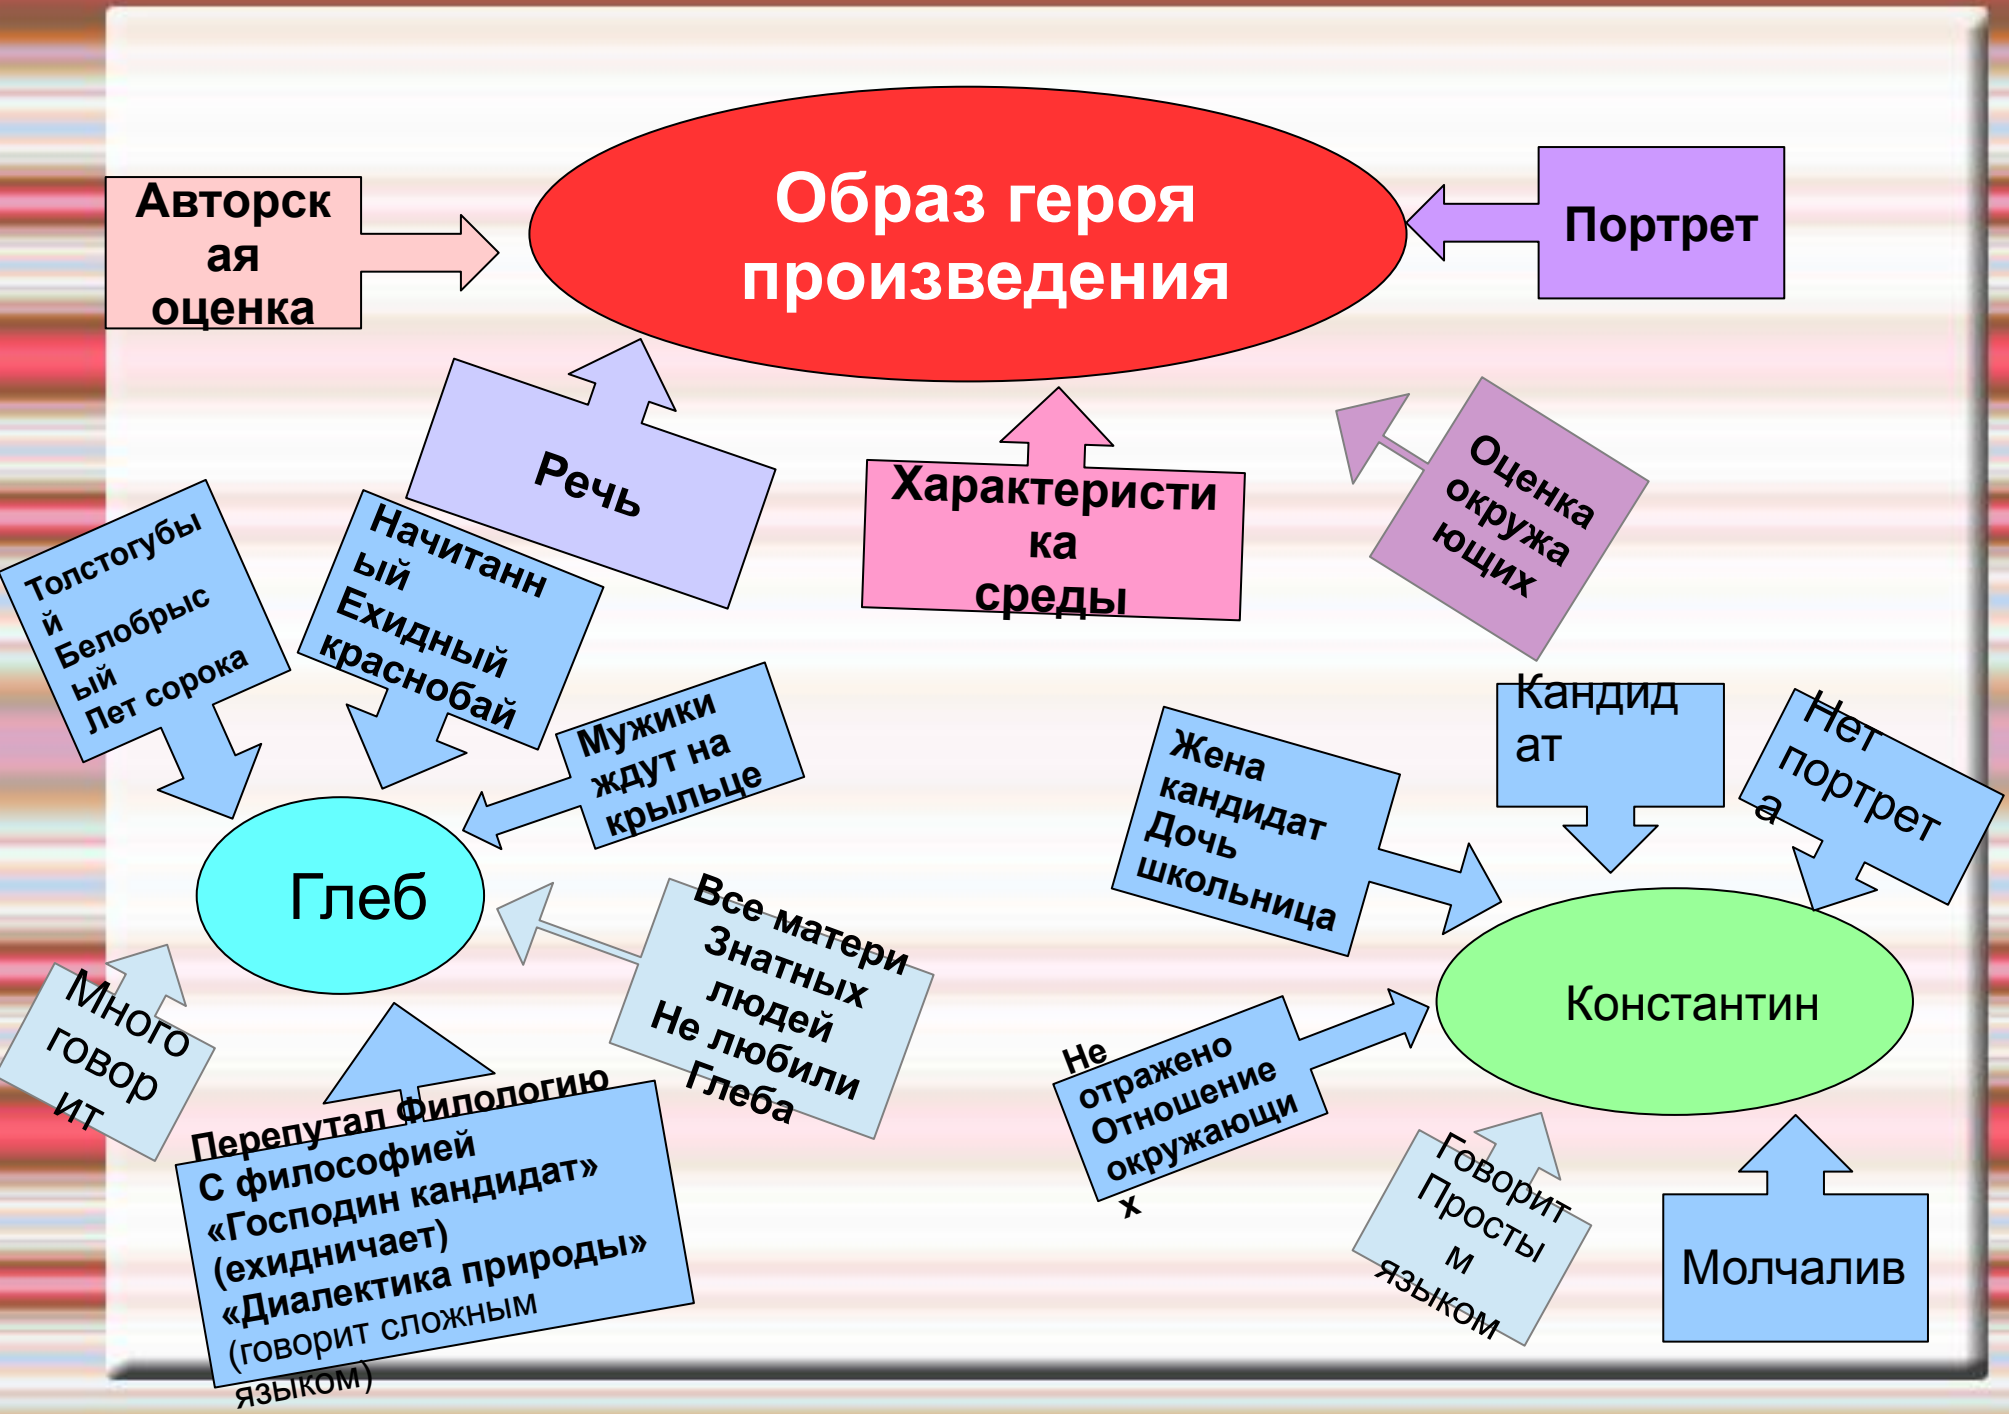 Образ героя
произведения
Авторск
ая
оценка
Портрет
Речь
Характеристи
ка
среды
Оценка
окружа
ющих
Толстогубы
й
Белобрыс
ый
Лет сорока
Начитанн
ый
Ехидный
краснобай
Мужики
ждут на
крыльце
Глеб
Все матери
Знатных
людей
Не любили
Глеба
Много
говор
ит
Перепутал Филологию
С философией
«Господин кандидат»
(ехидничает)
«Диалектика природы»
(говорит сложным
языком)
Жена
кандидат
Дочь
школьница
Кандид
ат
Нет
портрет
а
Константин
Не
отражено
Отношение
окружающи
х
Говорит
Просты
м
языком
Молчалив